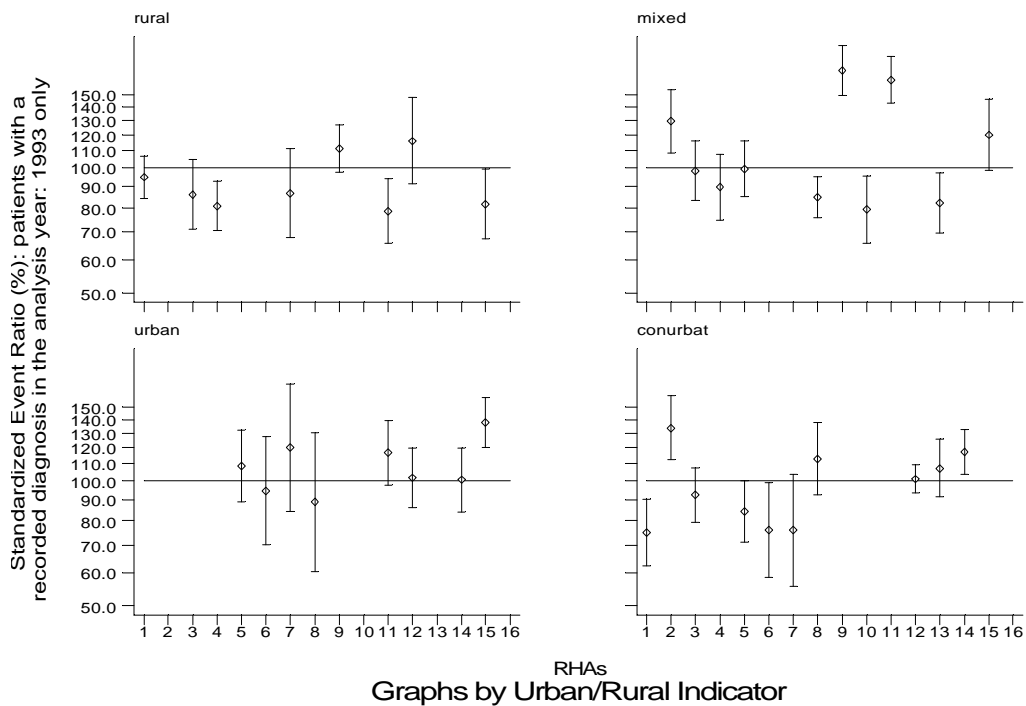 Standardized Event Ratio (%): patients with a
recorded diagnosis in the analysis year: 1993 only
rural
150.0
140.0
130.0
120.0
110.0
100.0
90.0
80.0
70.0
60.0
50.0
mixed
urban
150.0
140.0
130.0
120.0
110.0
100.0
90.0
80.0
70.0
60.0
50.0
1 2 3 4 5 6 7 8 9 10 11 12 13 14 15 16
conurbat
1 2 3 4 5 6 7 8 9 10 11 12 13 14 15 16
RHAs
Graphs by Urban/Rural Indicator